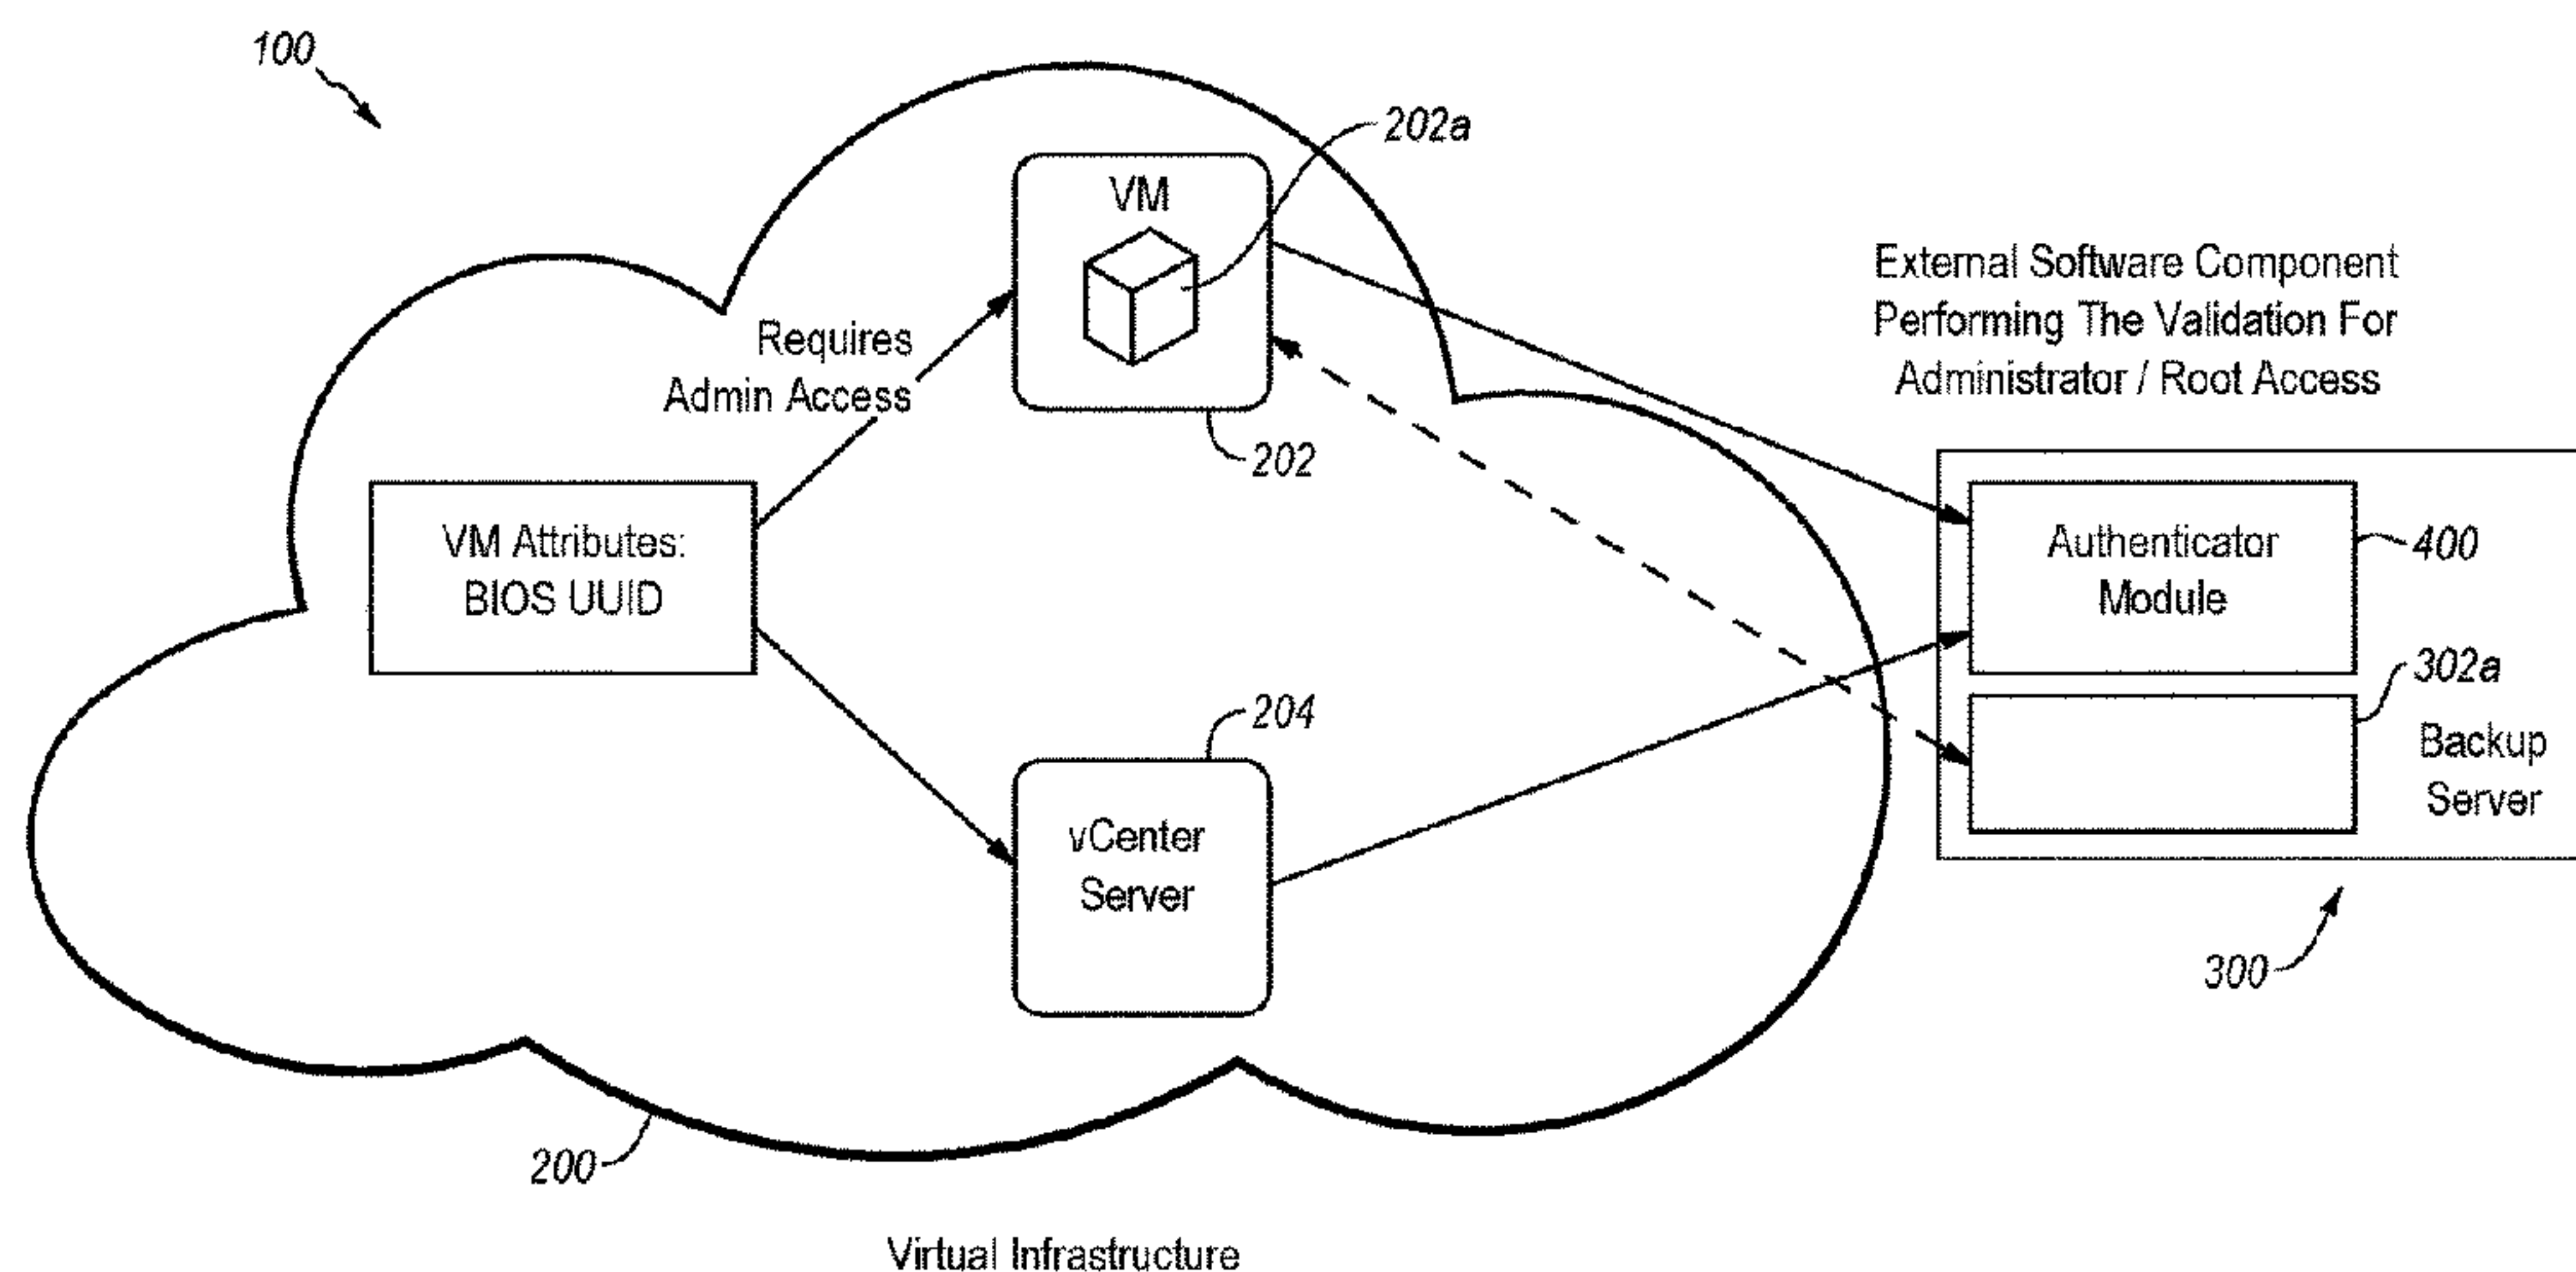 100
202a
VM
External Software Component
Performing The Validation For
Administrator / Root Access
Requires
Admin Access
202
VM Attributes:
BIOS UUID
Authenticator
Module
400
302a
204
Backup
Server
vCenter
Server
300
200
Virtual Infrastructure